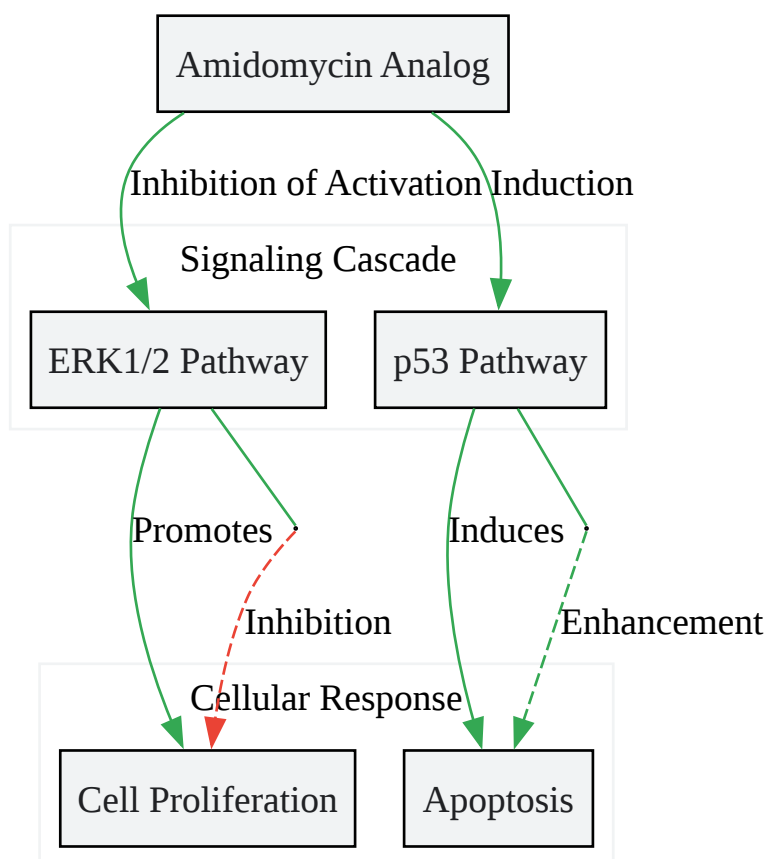 Amidomycin Analog
Inhibition of Activation
Induction
Signaling Cascade
ERK1/2 Pathway
p53 Pathway
Promotes
Induces
Inhibition
Enhancement
Cellular Response
Cell Proliferation
Apoptosis